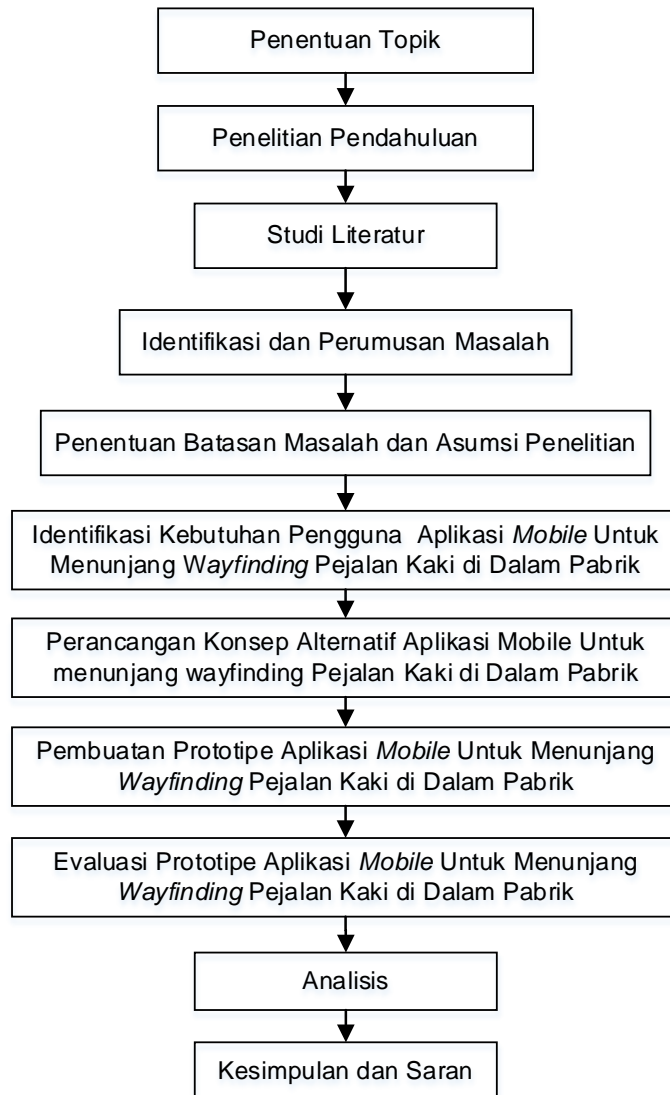 Penentuan Topik
Penelitian Pendahuluan
Studi Literatur
Identifikasi dan Perumusan Masalah
Penentuan Batasan Masalah dan Asumsi Penelitian
Identifikasi Kebutuhan Pengguna Aplikasi Mobile Untuk
Menunjang Wayfinding Pejalan Kaki di Dalam Pabrik
Perancangan Konsep Alternatif Aplikasi Mobile Untuk
menunjang wayfinding Pejalan Kaki di Dalam Pabrik
Pembuatan Prototipe Aplikasi Mobile Untuk Menunjang
Wayfinding Pejalan Kaki di Dalam Pabrik
Evaluasi Prototipe Aplikasi Mobile Untuk Menunjang
Wayfinding Pejalan Kaki di Dalam Pabrik
Analisis
Kesimpulan dan Saran